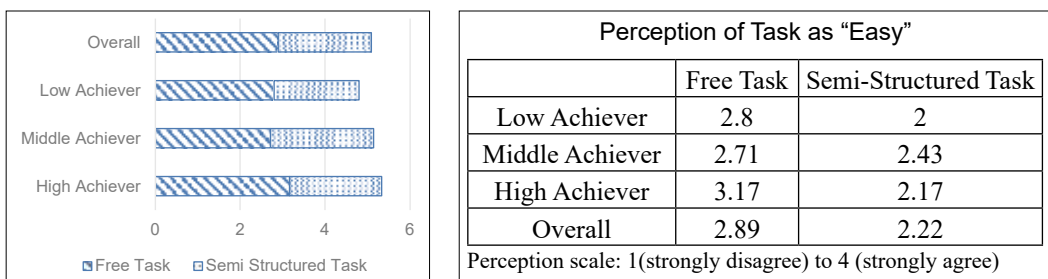 Overall
Low Achiever
Middle Achiever
High Achiever
0 2 4 6
Free Task Semi Structured Task
Perception of Task as “Easy”
Free Task Semi-Structured Task
Low Achiever 2.8 2
Middle Achiever 2.71 2.43
High Achiever 3.17 2.17
Overall 2.89 2.22
Perception scale: 1(strongly disagree) to 4 (strongly agree)